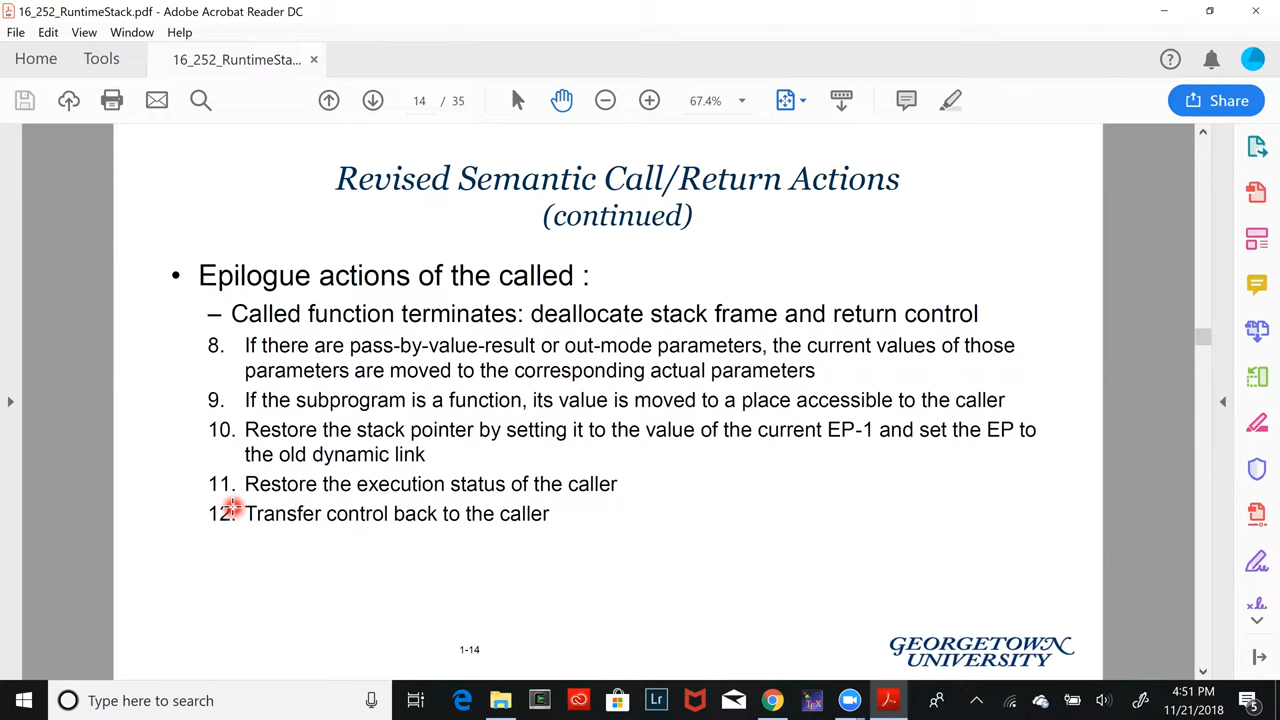 16_252_RuntimeStack.pdf - Adobe Acrobat Reader DC
File Edit View Window Help
Home Tools 16_252_RuntimeSta... ×
14 / 35 67.4% Share
Revised Semantic Call/Return Actions
(continued)
• Epilogue actions of the called :
– Called function terminates: deallocate stack frame and return control
8. If there are pass-by-value-result or out-mode parameters, the current values of those
parameters are moved to the corresponding actual parameters
9. If the subprogram is a function, its value is moved to a place accessible to the caller
10. Restore the stack pointer by setting it to the value of the current EP-1 and set the EP to
the old dynamic link
11. Restore the execution status of the caller
12. Transfer control back to the caller
1-14
GEORGETOWN
UNIVERSITY
Type here to search
Lr
TEX
4:51 PM
11/21/2018
5